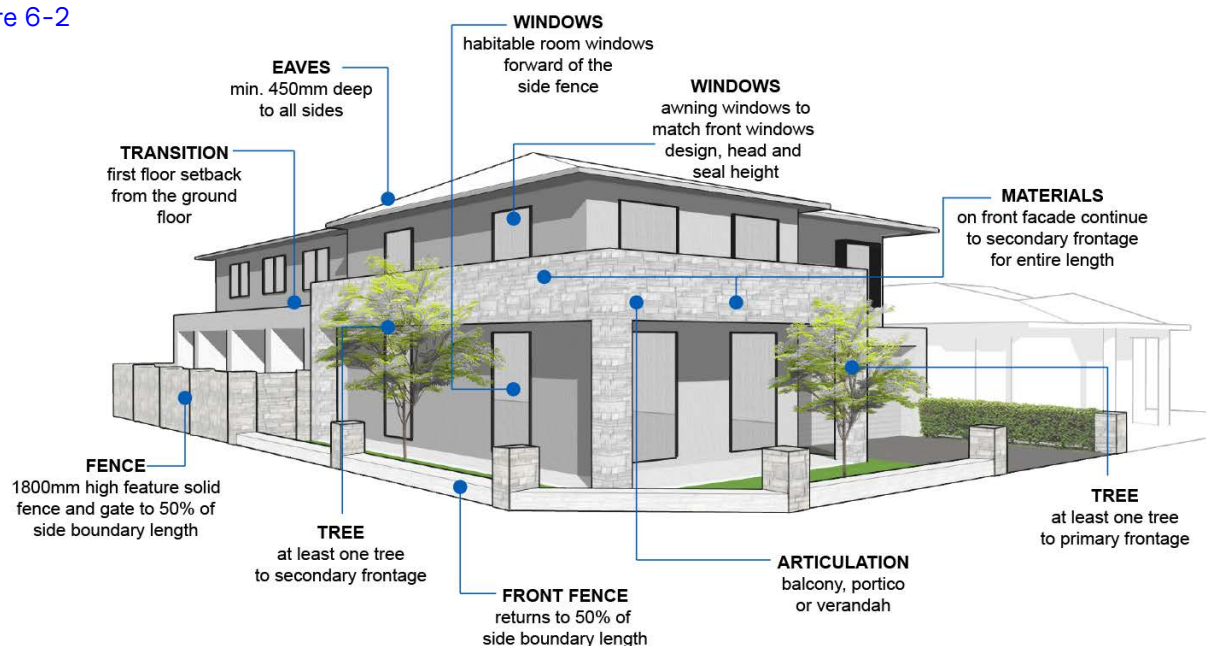 re 6-2
WINDOWS
habitable room windows
forward of the
side fence
EAVES
min. 450mm deep
to all sides
WINDOWS
awning windows to
match front windows
design, head and
seal height
TRANSITION
first floor setback
from the ground
floor
MATERIALS
on front facade continue
to secondary frontage
for entire length
FENCE
1800mm high feature solid
fence and gate to 50% of
side boundary length
TREE
at least one tree
to secondary frontage
FRONT FENCE
returns to 50% of
side boundary length
ARTICULATION
balcony, portico
or verandah
TREE
at least one tree
to primary frontage